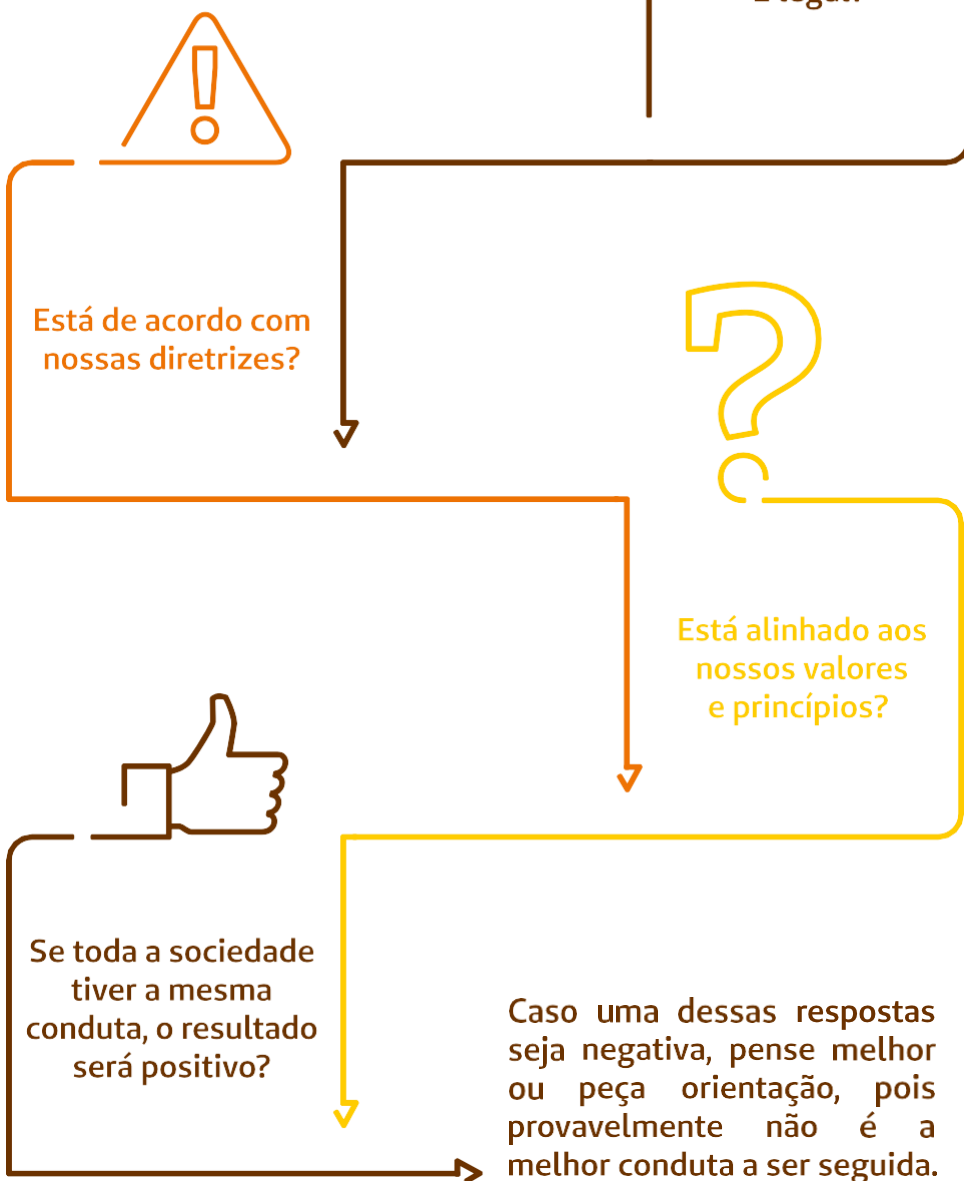 Está de acordo com
nossas diretrizes?
Está alinhado aos
nossos valores
e princípios?
Se toda a sociedade
tiver a mesma
conduta, o resultado
será positivo?
Caso uma dessas respostas
seja negativa, pense melhor
ou peça orientação, pois
provavelmente não é a
melhor conduta a ser seguida.